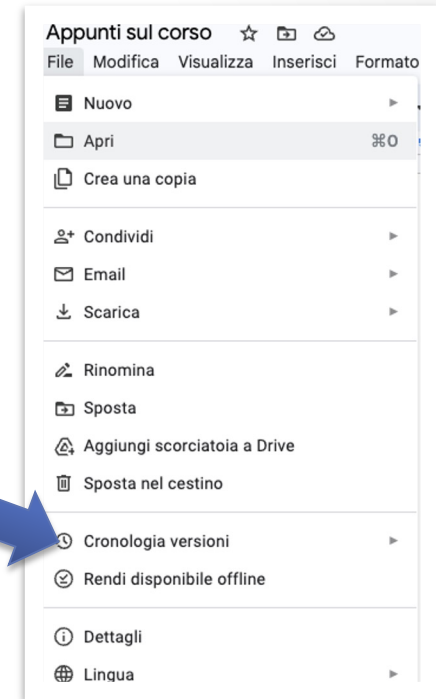 Appunti sul corso
File Modifica Visualizza Inserisci Formato
Nuovo
Apri ⌘O
Crea una copia
Condividi
Email
Scarica
Rinomina
Sposta
Aggiungi scorciatoia a Drive
Sposta nel cestino
Cronologia versioni
Rendi disponibile offline
Dettagli
Lingua